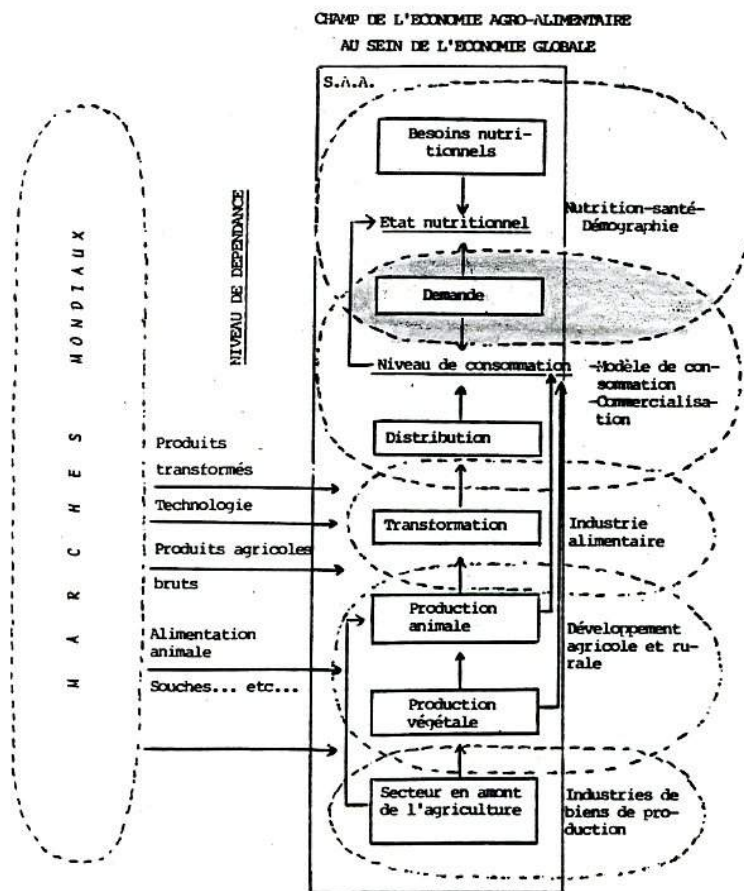 CHAMP DE L'ECONOMIE AGRO-ALIMENTAIRE
AU SEIN DE L'ECONOMIE GLOBALE
S.A.A.
MARCHES MONDIAUX
NIVEAU DE DEPENDANCE
Besoins nutri-
tionnels
Etat nutritionnel
Nutrition-santé-
Démographie
Demande
Niveau de consommation
-Modèle de con-
sommation
-Commercialisa-
tion
Distribution
Produits
transformés
Technologie
Transformation
Industrie
alimentaire
Produits agricoles
bruts
Production
animale
Développement
agricole et ru-
rale
Alimentation
animale
Souches... etc...
Production
végétale
Secteur en amont
de l'agriculture
Industries de
biens de pro-
duction